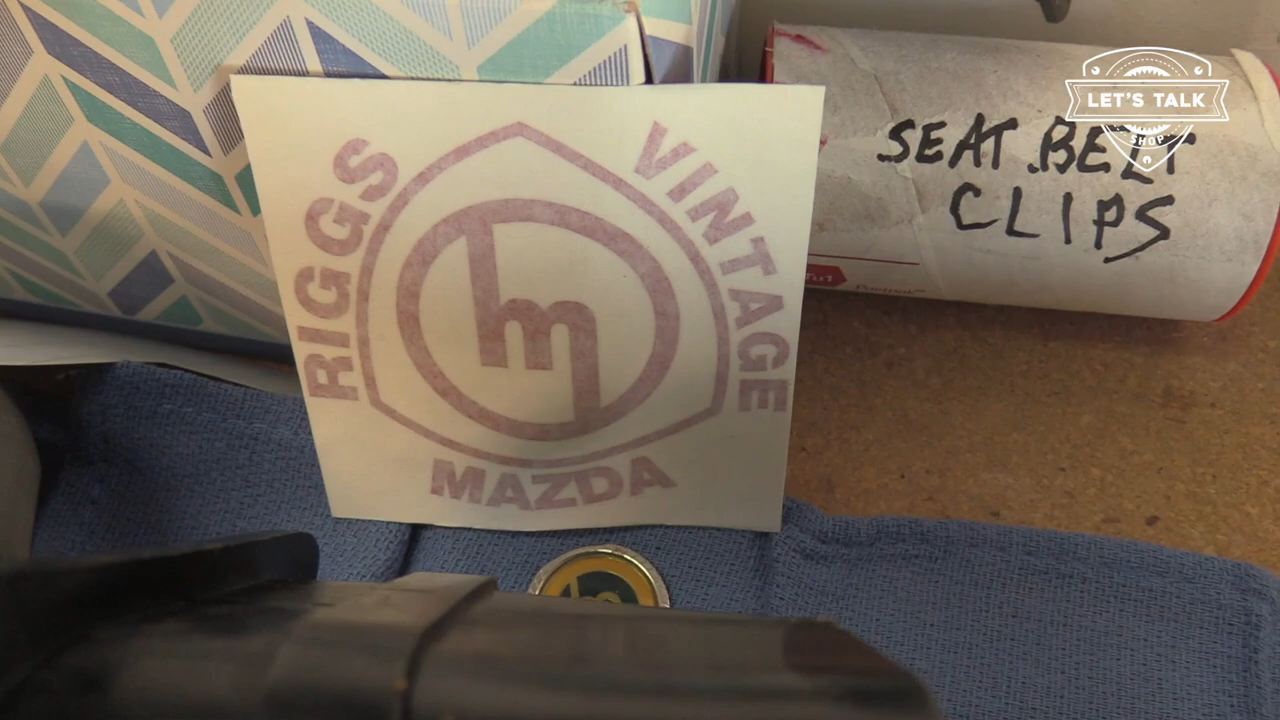 RIGGS VINTAGE
m
MAZDA
SEAT BELT
CLIPS
LET'S TALK
SHOP